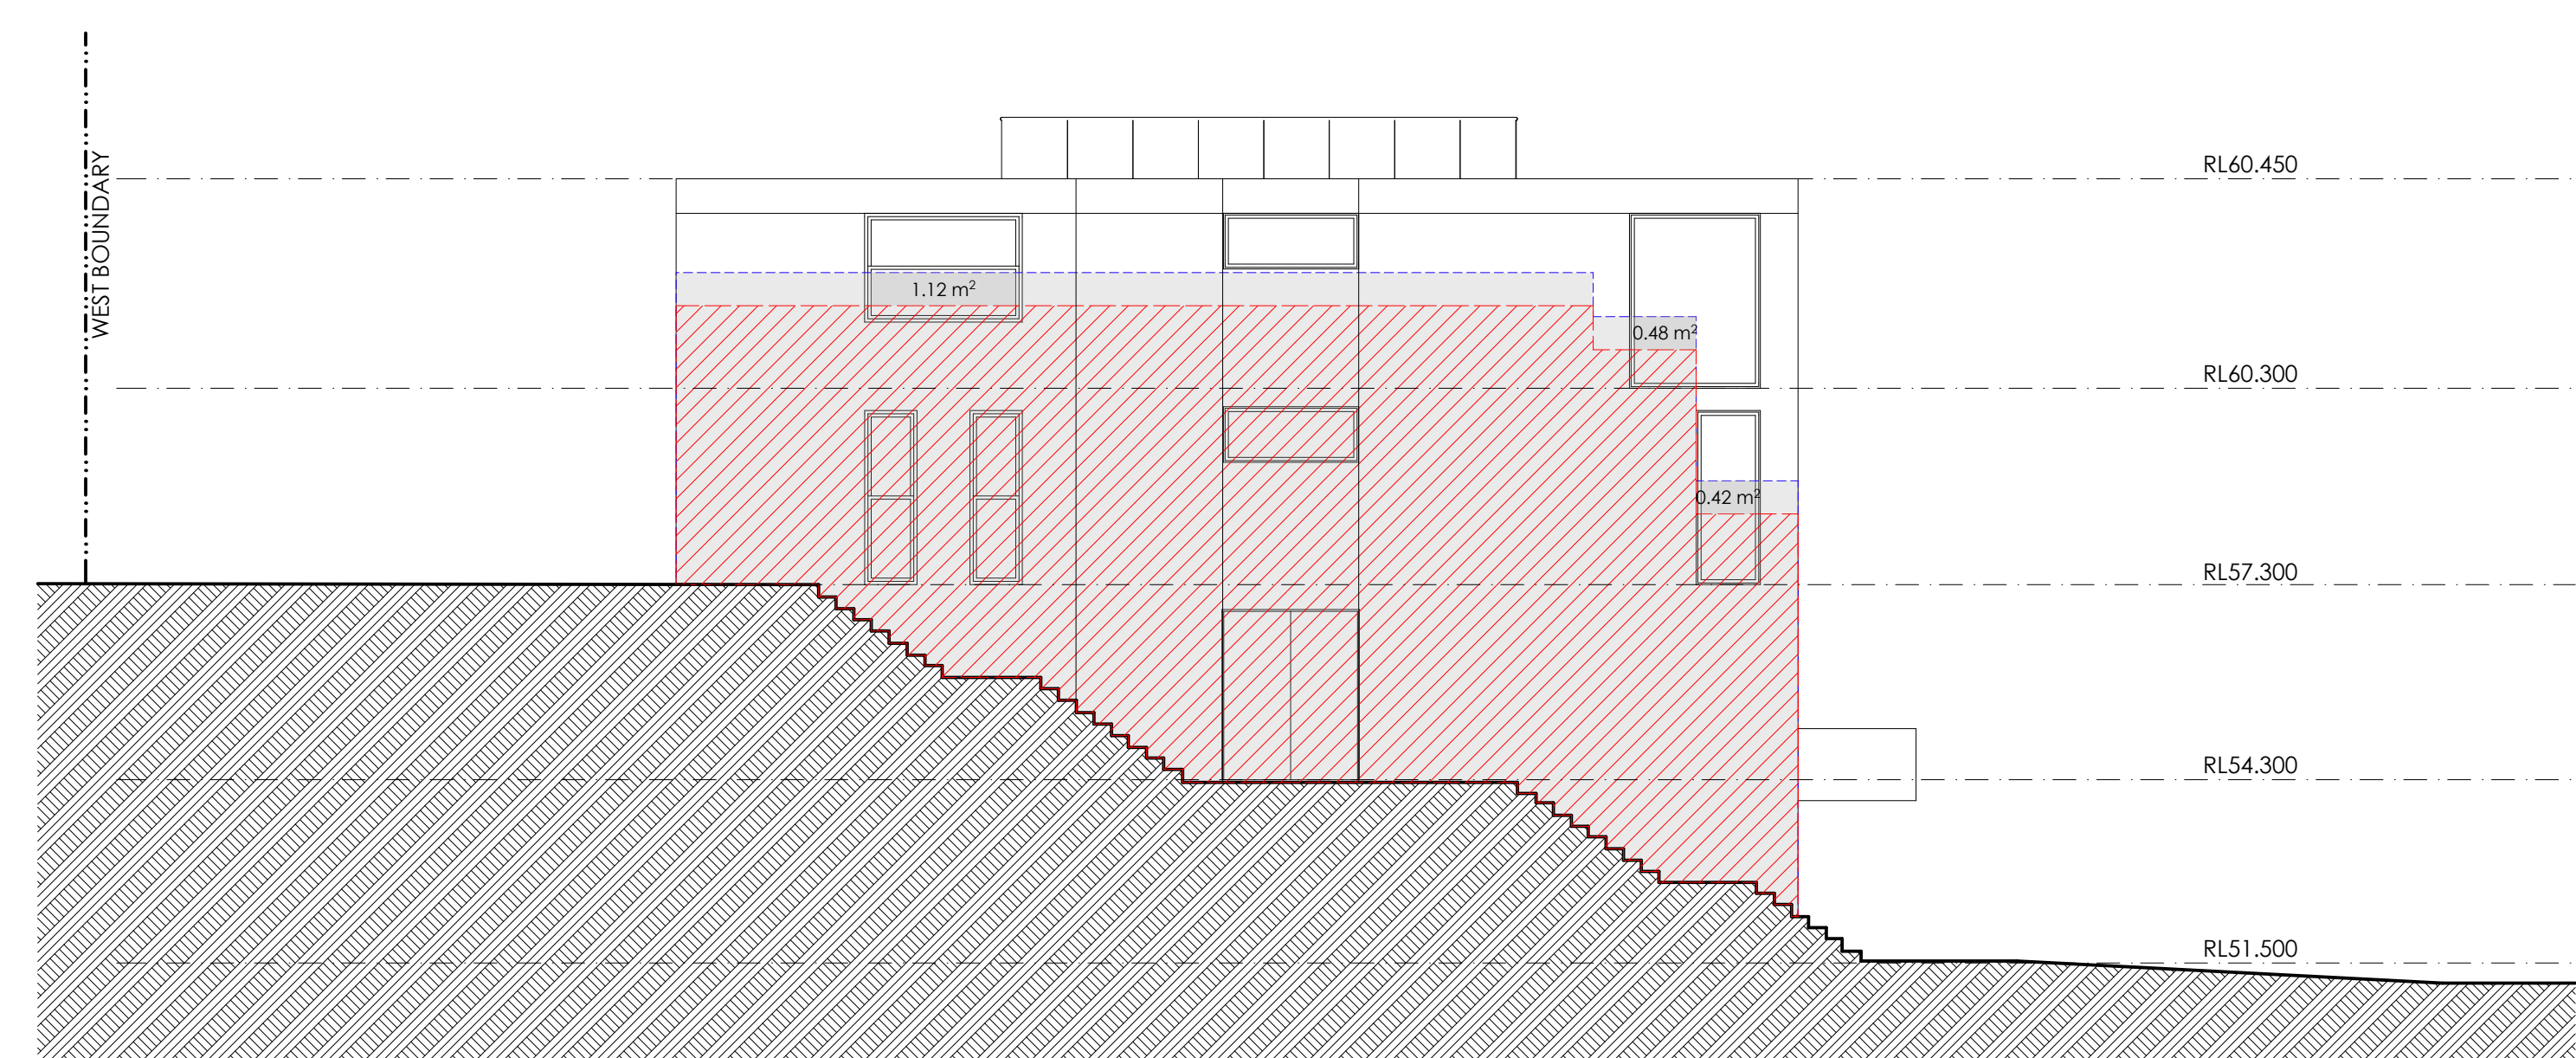 WEST BOUNDARY
RL60.450
1.12 m²
0.48 m²
RL60.300
0.42 m²
RL57.300
RL54.300
RL51.500